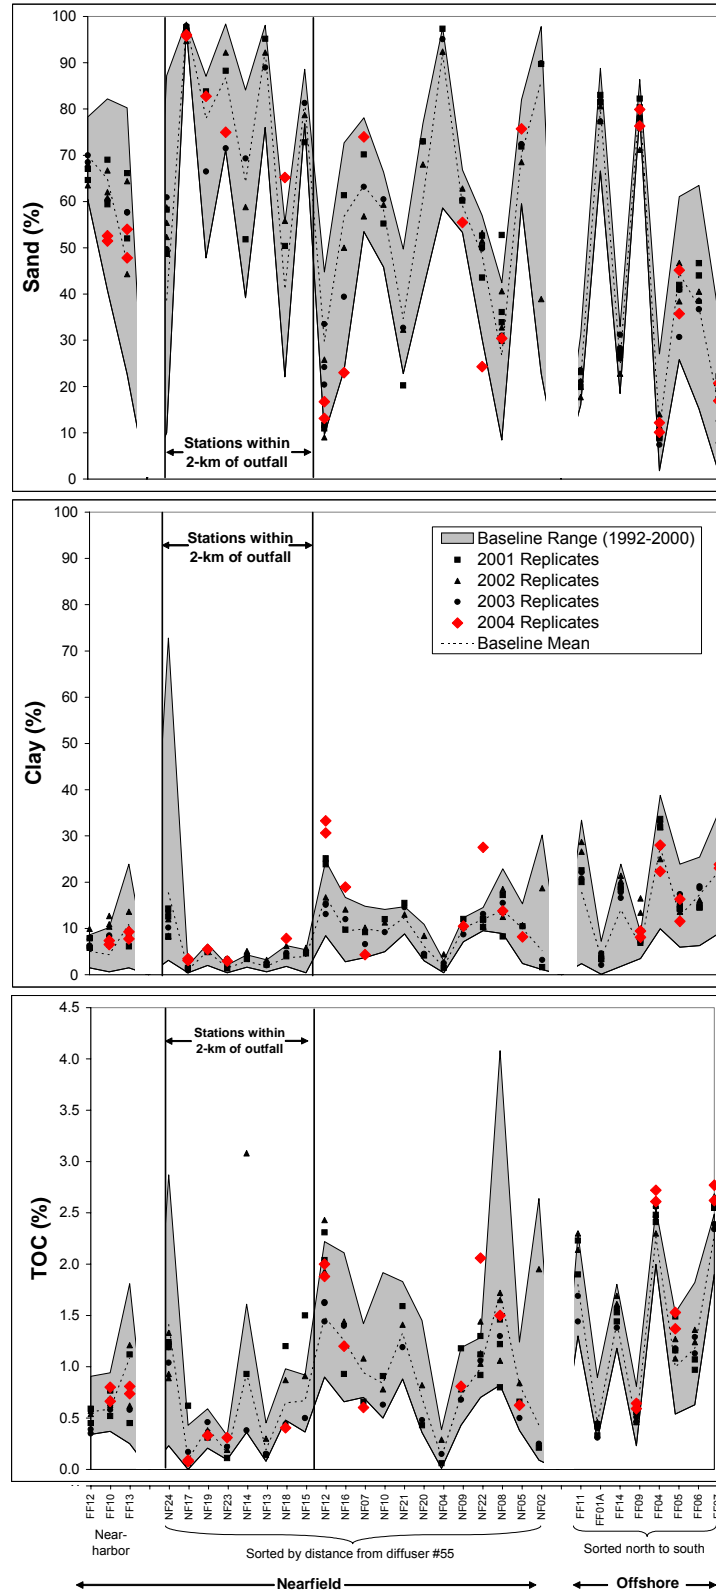 100
90
80
70
60
50
40
30
20
10
0
Sand (%)
Stations within
2-km of outfall
100
90
80
70
60
50
40
30
20
10
0
Clay (%)
Stations within
2-km of outfall
Baseline Range (1992-2000)
2001 Replicates
2002 Replicates
2003 Replicates
2004 Replicates
Baseline Mean
4.5
4.0
3.5
3.0
2.5
2.0
1.5
1.0
0.5
0.0
TOC (%)
Stations within
2-km of outfall
FF12
FF10
FF13
NF24
NF17
NF19
NF23
NF14
NF13
NF18
NF15
NF12
NF16
NF07
NF10
NF21
NF20
NF04
NF09
NF22
NF08
NF05
NF02
FF11
FF01A
FF14
FF09
FF04
FF05
FF06
Near-
harbor
Sorted by distance from diffuser #55
Sorted north to south
Nearfield
Offshore